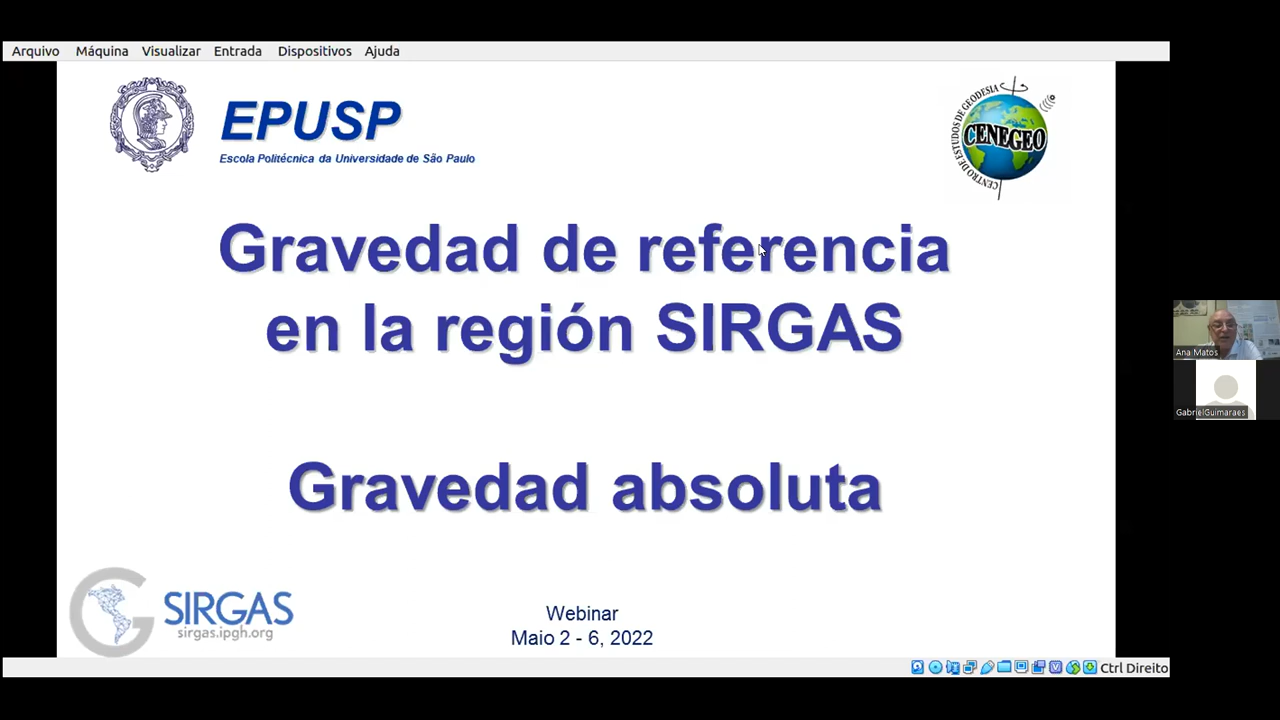 Arquivo Máquina Visualizar Entrada Dispositivos Ajuda
EPUSP
Escola Politécnica da Universidade de São Paulo
CENTRO DE ESTUDOS DE GEODESIA
CENEGEO
Gravedad de referencia
en la región SIRGAS
Gravedad absoluta
Ana Matos
GabrielGuimaraes
SIRGAS
sirgas.ipgh.org
Webinar
Maio 2 - 6, 2022
Ctrl Direito